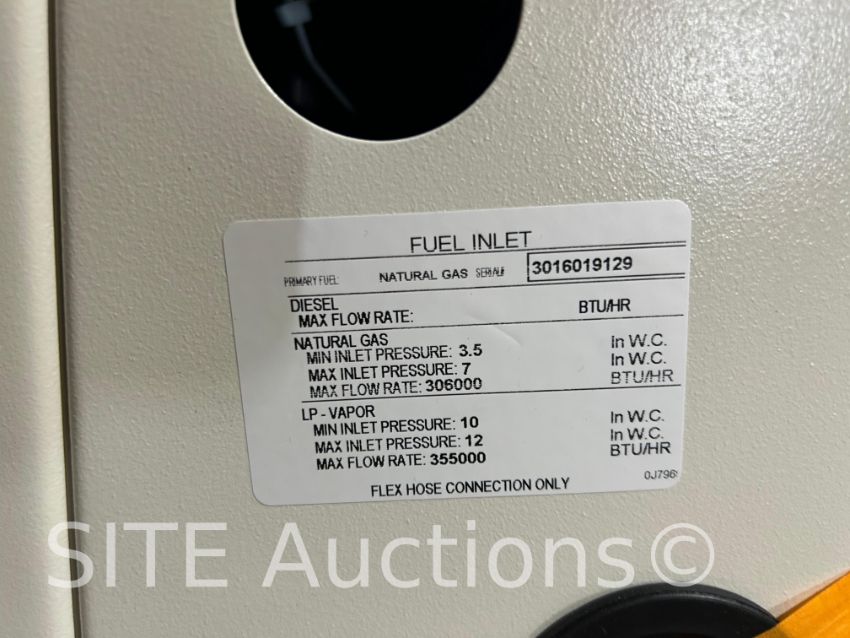 FUEL INLET
PRIMARY FUEL: NATURAL GAS SERIAL# 3016019129
DIESEL
MAX FLOW RATE: BTU/HR
NATURAL GAS
MIN INLET PRESSURE: 3.5 In W.C.
MAX INLET PRESSURE: 7 In W.C.
MAX FLOW RATE: 306000 BTU/HR
LP - VAPOR
MIN INLET PRESSURE: 10 In W.C.
MAX INLET PRESSURE: 12 In W.C.
MAX FLOW RATE: 355000 BTU/HR
FLEX HOSE CONNECTION ONLY
SITE Auctions©